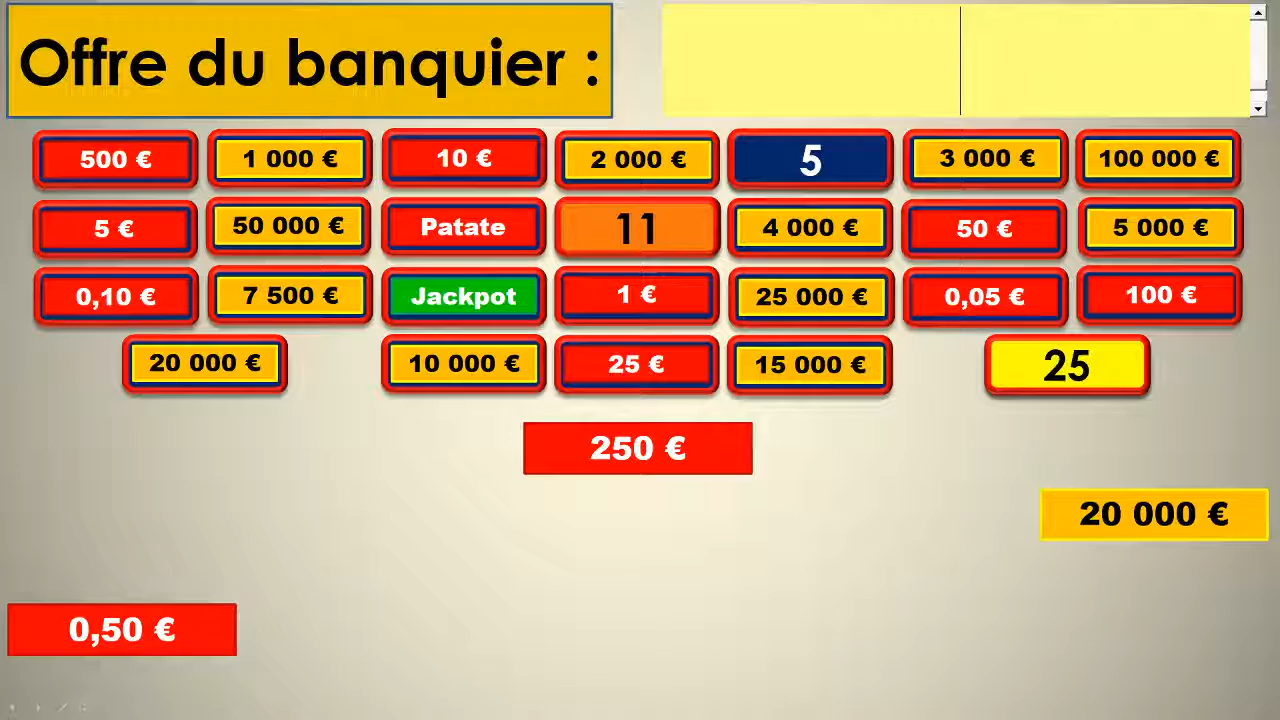 Offre du banquier :
500 € 1 000 € 10 € 2 000 € 5 3 000 € 100 000 €
5 € 50 000 € Patate 11 4 000 € 50 € 5 000 €
0,10 € 7 500 € Jackpot 1 € 25 000 € 0,05 € 100 €
20 000 € 10 000 € 25 € 15 000 € 25
250 €
20 000 €
0,50 €